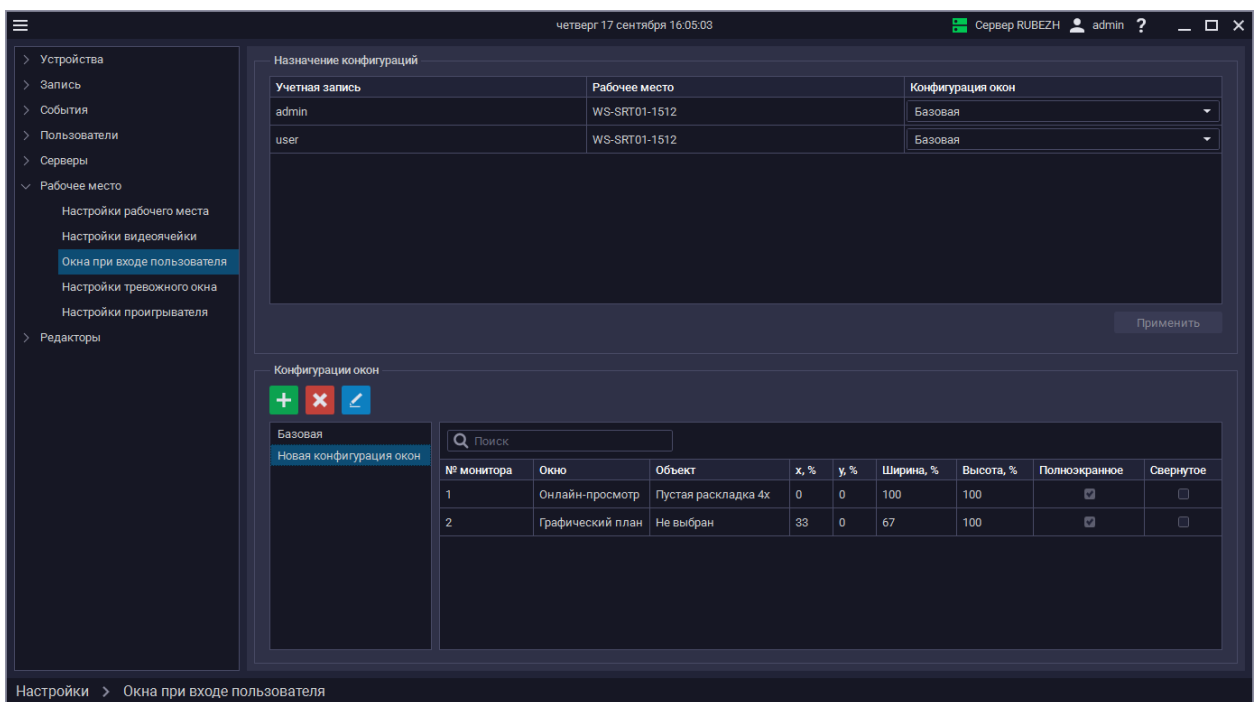 четверг 17 сентября 16:05:03 Сервер RUBEZH admin ?
Устройства
Запись
События
Пользователи
Серверы
Рабочее место
Настройки рабочего места
Настройки видеоячейки
Окна при входе пользователя
Настройки тревожного окна
Настройки проигрывателя
Редакторы
Назначение конфигураций
Учетная запись Рабочее место Конфигурация окон
admin WS-SRT01-1512 Базовая
user WS-SRT01-1512 Базовая
Применить
Конфигурации окон
Базовая
Новая конфигурация окон
Поиск
№ монитора Окно Объект x, % y, % Ширина, % Высота, % Полноэкранное Свернутое
1 Онлайн-просмотр Пустая раскладка 4x 0 0 100 100
2 Графический план Не выбран 33 0 67 100
Настройки > Окна при входе пользователя